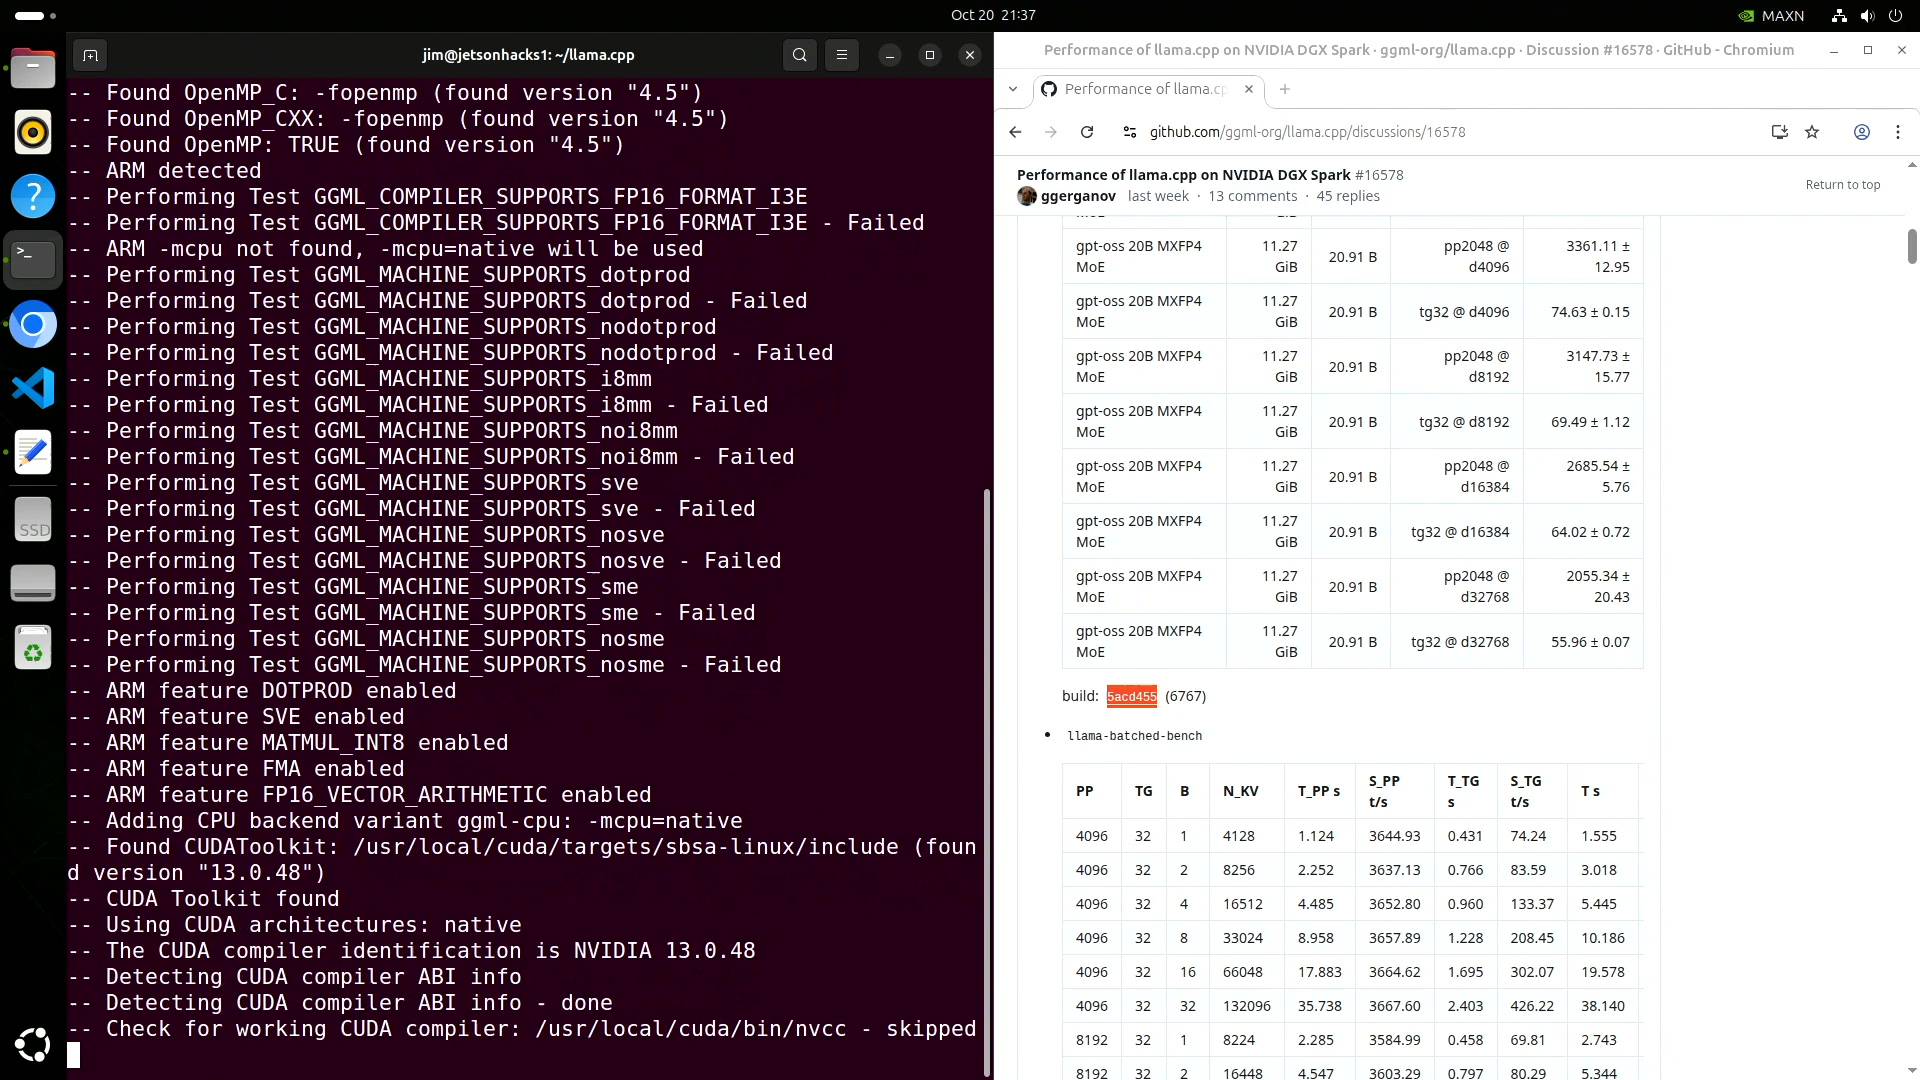 Oct 20 21:37
MAXN
jim@jetsonhacks1: ~/llama.cpp
-- Found OpenMP_C: -fopenmp (found version "4.5")
-- Found OpenMP_CXX: -fopenmp (found version "4.5")
-- Found OpenMP: TRUE (found version "4.5")
-- ARM detected
-- Performing Test GGML_COMPILER_SUPPORTS_FP16_FORMAT_I3E
-- Performing Test GGML_COMPILER_SUPPORTS_FP16_FORMAT_I3E - Failed
-- ARM -mcpu not found, -mcpu=native will be used
-- Performing Test GGML_MACHINE_SUPPORTS_dotprod
-- Performing Test GGML_MACHINE_SUPPORTS_dotprod - Failed
-- Performing Test GGML_MACHINE_SUPPORTS_nodotprod
-- Performing Test GGML_MACHINE_SUPPORTS_nodotprod - Failed
-- Performing Test GGML_MACHINE_SUPPORTS_i8mm
-- Performing Test GGML_MACHINE_SUPPORTS_i8mm - Failed
-- Performing Test GGML_MACHINE_SUPPORTS_noi8mm
-- Performing Test GGML_MACHINE_SUPPORTS_noi8mm - Failed
-- Performing Test GGML_MACHINE_SUPPORTS_sve
-- Performing Test GGML_MACHINE_SUPPORTS_sve - Failed
-- Performing Test GGML_MACHINE_SUPPORTS_nosve
-- Performing Test GGML_MACHINE_SUPPORTS_nosve - Failed
-- Performing Test GGML_MACHINE_SUPPORTS_sme
-- Performing Test GGML_MACHINE_SUPPORTS_sme - Failed
-- Performing Test GGML_MACHINE_SUPPORTS_nosme
-- Performing Test GGML_MACHINE_SUPPORTS_nosme - Failed
-- ARM feature DOTPROD enabled
-- ARM feature SVE enabled
-- ARM feature MATMUL_INT8 enabled
-- ARM feature FMA enabled
-- ARM feature FP16_VECTOR_ARITHMETIC enabled
-- Adding CPU backend variant ggml-cpu: -mcpu=native
-- Found CUDAToolkit: /usr/local/cuda/targets/sbsa-linux/include (foun
d version "13.0.48")
-- CUDA Toolkit found
-- Using CUDA architectures: native
-- The CUDA compiler identification is NVIDIA 13.0.48
-- Detecting CUDA compiler ABI info
-- Detecting CUDA compiler ABI info - done
-- Check for working CUDA compiler: /usr/local/cuda/bin/nvcc - skipped
SSD
Performance of llama.cpp on NVIDIA DGX Spark · ggml-org/llama.cpp · Discussion #16578 · GitHub - Chromium
Performance of llama.cp
github.com/ggml-org/llama.cpp/discussions/16578
Performance of llama.cpp on NVIDIA DGX Spark #16578
ggerganov last week · 13 comments · 45 replies
Return to top
gpt-oss 20B MXFP4 MoE 11.27 GiB 20.91 B pp2048 @ d4096 3361.11 ± 12.95
gpt-oss 20B MXFP4 MoE 11.27 GiB 20.91 B tg32 @ d4096 74.63 ± 0.15
gpt-oss 20B MXFP4 MoE 11.27 GiB 20.91 B pp2048 @ d8192 3147.73 ± 15.77
gpt-oss 20B MXFP4 MoE 11.27 GiB 20.91 B tg32 @ d8192 69.49 ± 1.12
gpt-oss 20B MXFP4 MoE 11.27 GiB 20.91 B pp2048 @ d16384 2685.54 ± 5.76
gpt-oss 20B MXFP4 MoE 11.27 GiB 20.91 B tg32 @ d16384 64.02 ± 0.72
gpt-oss 20B MXFP4 MoE 11.27 GiB 20.91 B pp2048 @ d32768 2055.34 ± 20.43
gpt-oss 20B MXFP4 MoE 11.27 GiB 20.91 B tg32 @ d32768 55.96 ± 0.07
build: 5acd455 (6767)
• llama-batched-bench
PP TG B N_KV T_PP s S_PP t/s T_TG s S_TG t/s T s
4096 32 1 4128 1.124 3644.93 0.431 74.24 1.555
4096 32 2 8256 2.252 3637.13 0.766 83.59 3.018
4096 32 4 16512 4.485 3652.80 0.960 133.37 5.445
4096 32 8 33024 8.958 3657.89 1.228 208.45 10.186
4096 32 16 66048 17.883 3664.62 1.695 302.07 19.578
4096 32 32 132096 35.738 3667.60 2.403 426.22 38.140
8192 32 1 8224 2.285 3584.99 0.458 69.81 2.743
8192 32 2 16448 4.547 3603.29 0.797 80.29 5.344